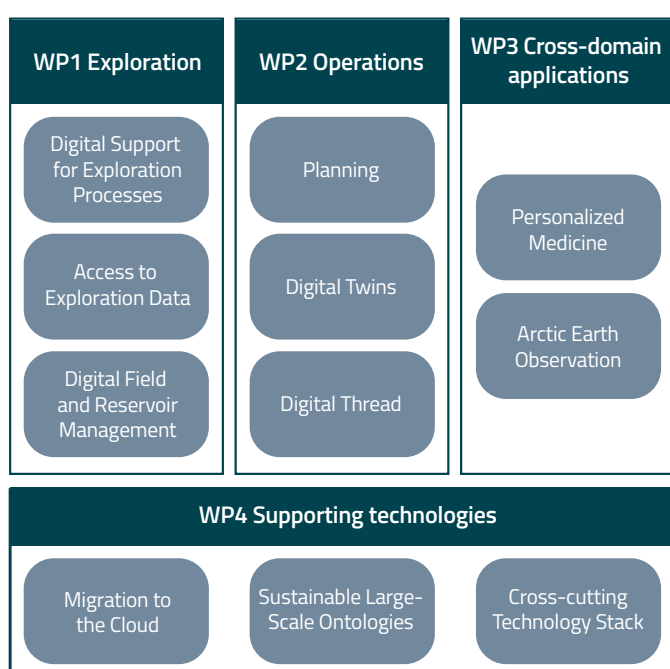 WP1 Exploration
Digital Support
for Exploration
Processes
Access to
Exploration Data
Digital Field
and Reservoir
Management
WP2 Operations
Planning
Digital Twins
Digital Thread
WP3 Cross-domain
applications
Personalized
Medicine
Arctic Earth
Observation
WP4 Supporting technologies
Migration to
the Cloud
Sustainable Large-
Scale Ontologies
Cross-cutting
Technology Stack